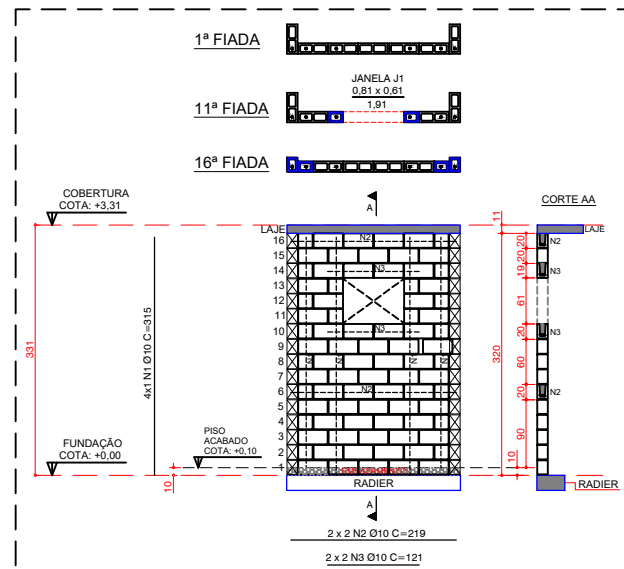 1ª FIADA
JANELA J1
0,81 x 0,61
1,91
11ª FIADA
16ª FIADA
A
COBERTURA
COTA: +3,31
CORTE AA
11
LAJE
LAJE
16
15
14
13
12
11
10
9
8
7
6
5
4
3
2
1
N2
N3
N3
N2
N1
N1
N1
331
4x1 N1 Ø10 C=315
320
20
20
19
61
20
60
20
90
10
N2
N3
N3
N2
FUNDAÇÃO
COTA: +0,00
PISO
ACABADO
COTA: +0,10
10
RADIER
RADIER
A
2 x 2 N2 Ø10 C=219
2 x 2 N3 Ø10 C=121